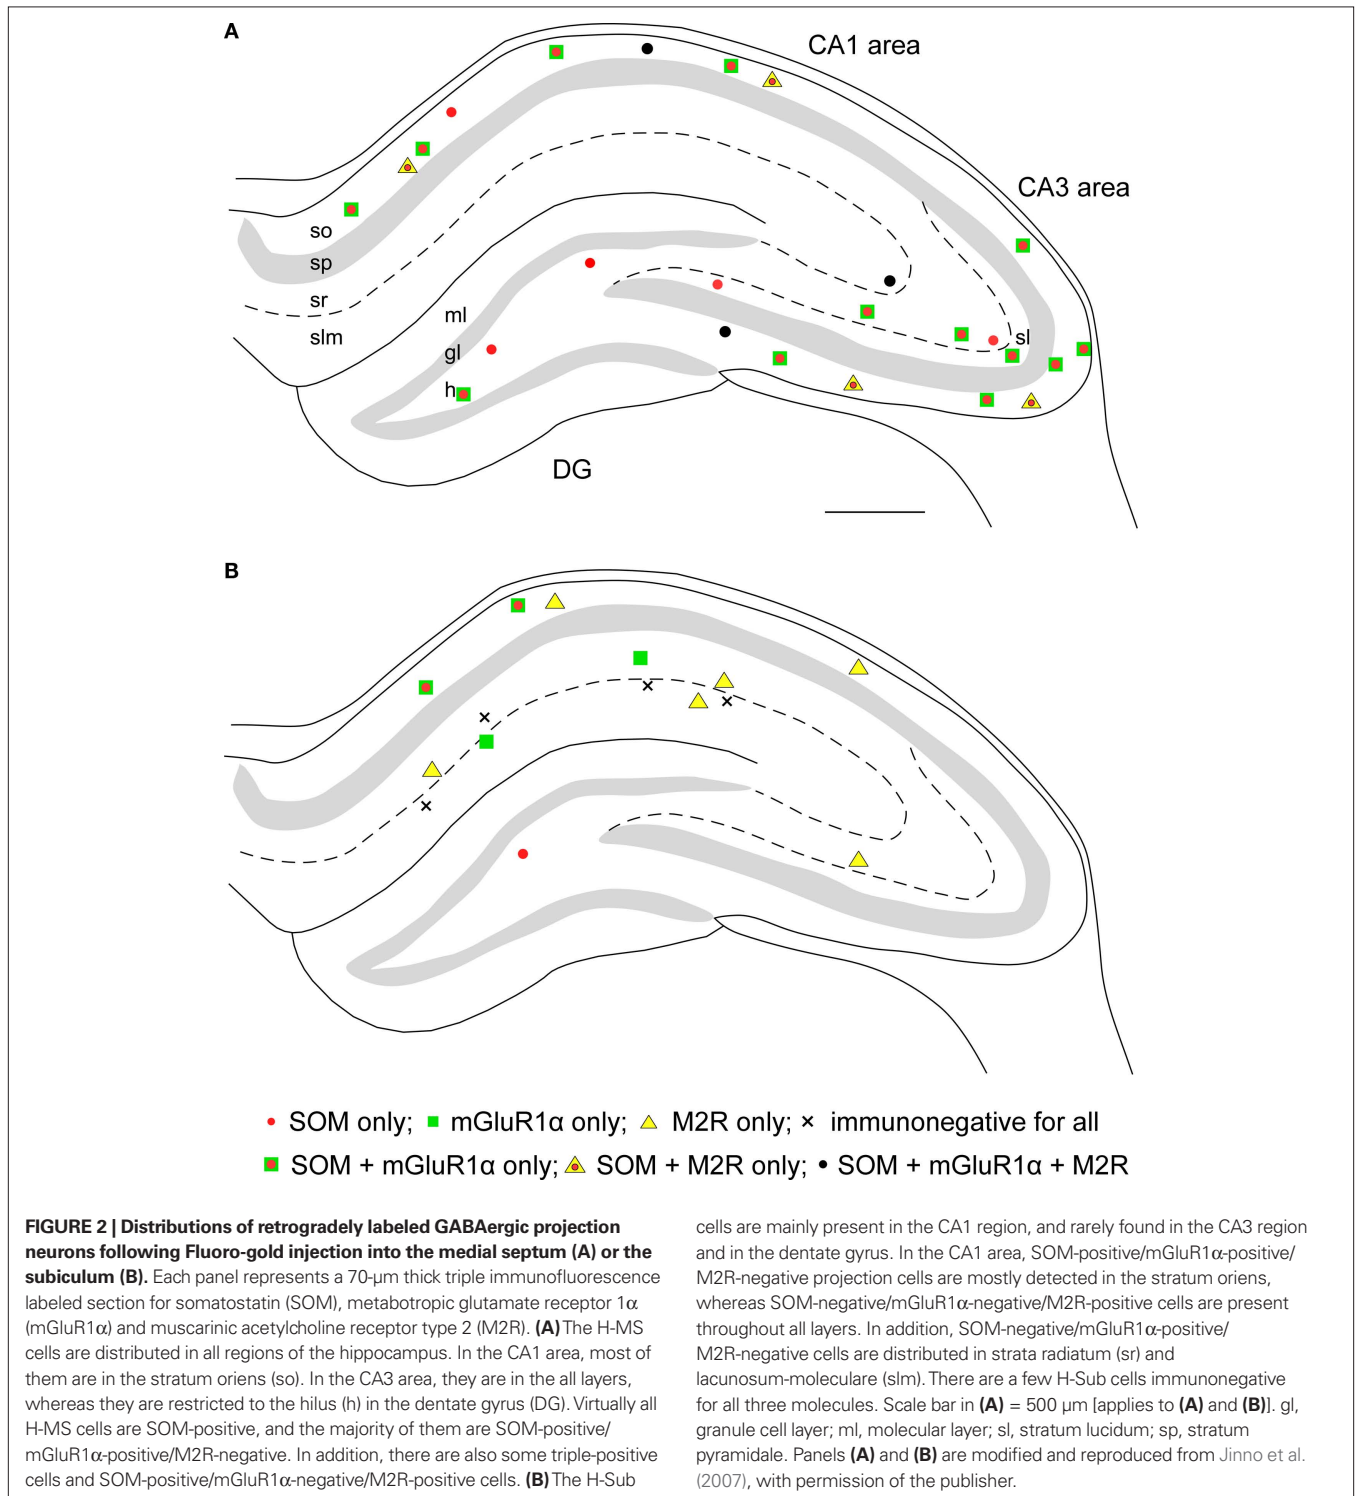 A
CA1 area
CA3 area
so
sp
sr
slm
ml
gl
h
sl
DG
B
SOM only; mGluR1α only; M2R only; × immunonegative for all
SOM + mGluR1α only; SOM + M2R only; • SOM + mGluR1α + M2R
FIGURE 2 | Distributions of retrogradely labeled GABAergic projection
neurons following Fluoro-gold injection into the medial septum (A) or the
subiculum (B). Each panel represents a 70-μm thick triple immunofluorescence
labeled section for somatostatin (SOM), metabotropic glutamate receptor 1α
(mGluR1α) and muscarinic acetylcholine receptor type 2 (M2R). (A) The H-MS
cells are distributed in all regions of the hippocampus. In the CA1 area, most of
them are in the stratum oriens (so). In the CA3 area, they are in the all layers,
whereas they are restricted to the hilus (h) in the dentate gyrus (DG). Virtually all
H-MS cells are SOM-positive, and the majority of them are SOM-positive/
mGluR1α-positive/M2R-negative. In addition, there are also some triple-positive
cells and SOM-positive/mGluR1α-negative/M2R-positive cells. (B) The H-Sub
cells are mainly present in the CA1 region, and rarely found in the CA3 region
and in the dentate gyrus. In the CA1 area, SOM-positive/mGluR1α-positive/
M2R-negative projection cells are mostly detected in the stratum oriens,
whereas SOM-negative/mGluR1α-negative/M2R-positive cells are present
throughout all layers. In addition, SOM-negative/mGluR1α-positive/
M2R-negative cells are distributed in strata radiatum (sr) and
lacunosum-moleculare (slm). There are a few H-Sub cells immunonegative
for all three molecules. Scale bar in (A) = 500 μm [applies to (A) and (B)]. gl,
granule cell layer; ml, molecular layer; sl, stratum lucidum; sp, stratum
pyramidale. Panels (A) and (B) are modified and reproduced from Jinno et al.
(2007), with permission of the publisher.